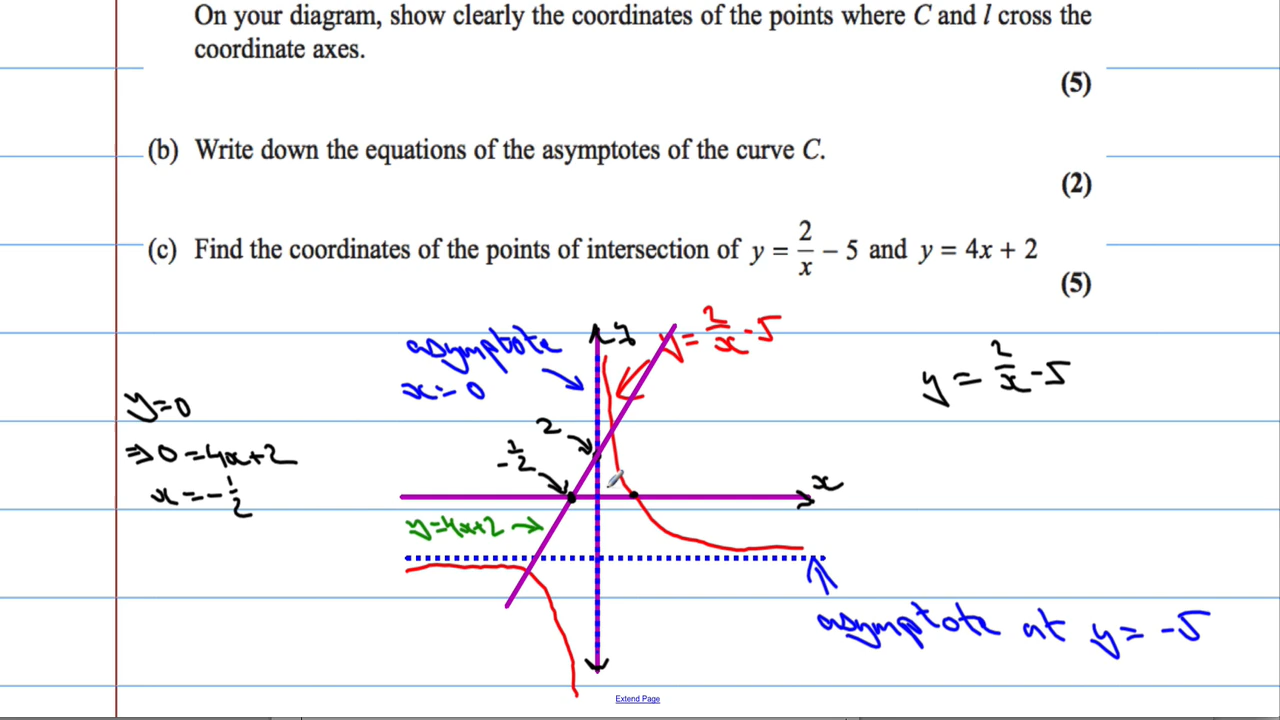 On your diagram, show clearly the coordinates of the points where C and l cross the
coordinate axes.
(5)
(b) Write down the equations of the asymptotes of the curve C.
(2)
(c) Find the coordinates of the points of intersection of y = 2/x − 5 and y = 4x + 2
(5)
asymptote
x = 0
y
y = 2/x - 5
y = 2/x - 5
y=0
⇒ 0 = 4x+2
x = -1/2
2
-1/2
x
y=4x+2
asymptote at y = -5
Extend Page